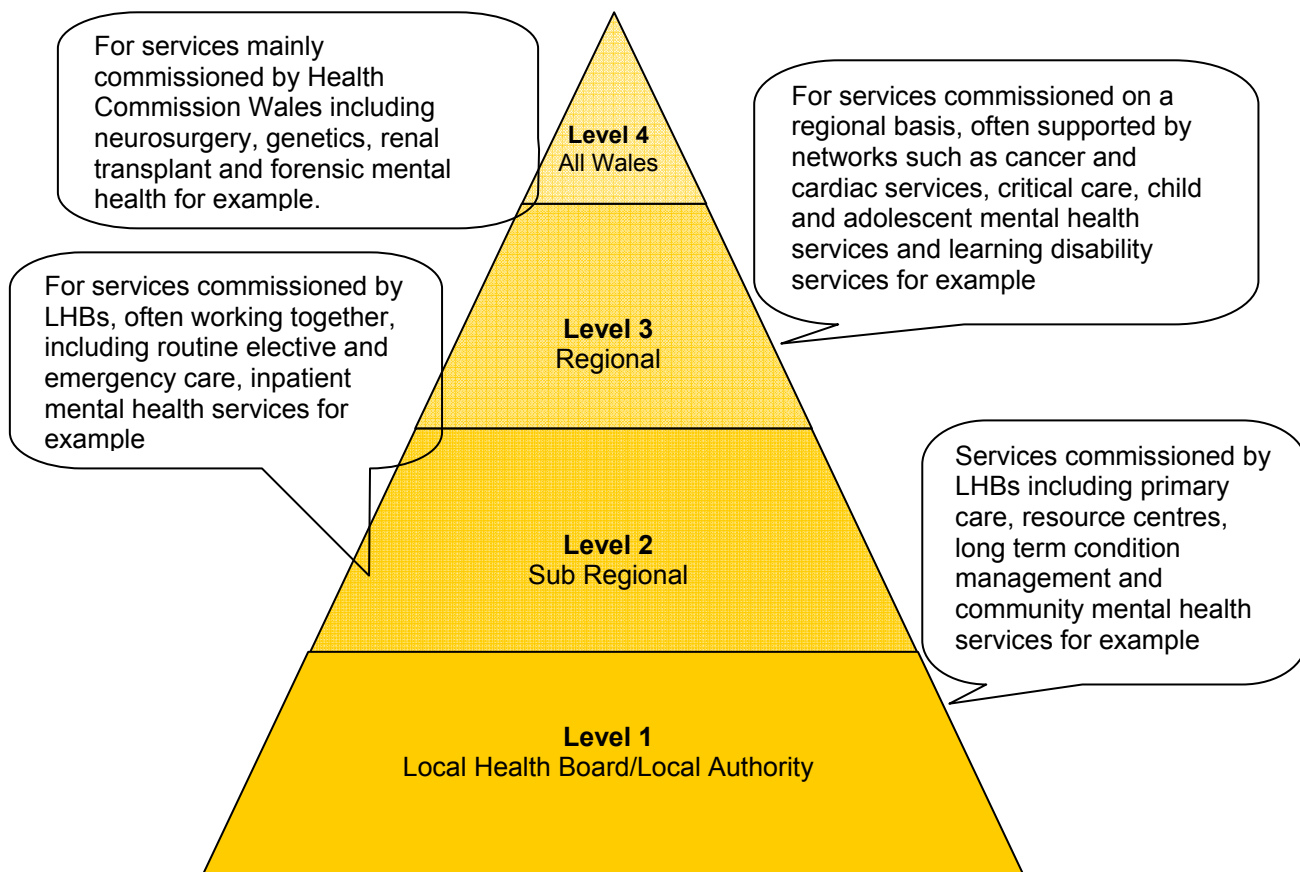 For services mainly
commissioned by Health
Commission Wales including
neurosurgery, genetics, renal
transplant and forensic mental
health for example.
For services commissioned on a
regional basis, often supported by
networks such as cancer and
cardiac services, critical care, child
and adolescent mental health
services and learning disability
services for example
Level 4
All Wales
For services commissioned by
LHBs, often working together,
including routine elective and
emergency care, inpatient
mental health services for
example
Level 3
Regional
Services commissioned by
LHBs including primary
care, resource centres,
long term condition
management and
community mental health
services for example
Level 2
Sub Regional
Level 1
Local Health Board/Local Authority